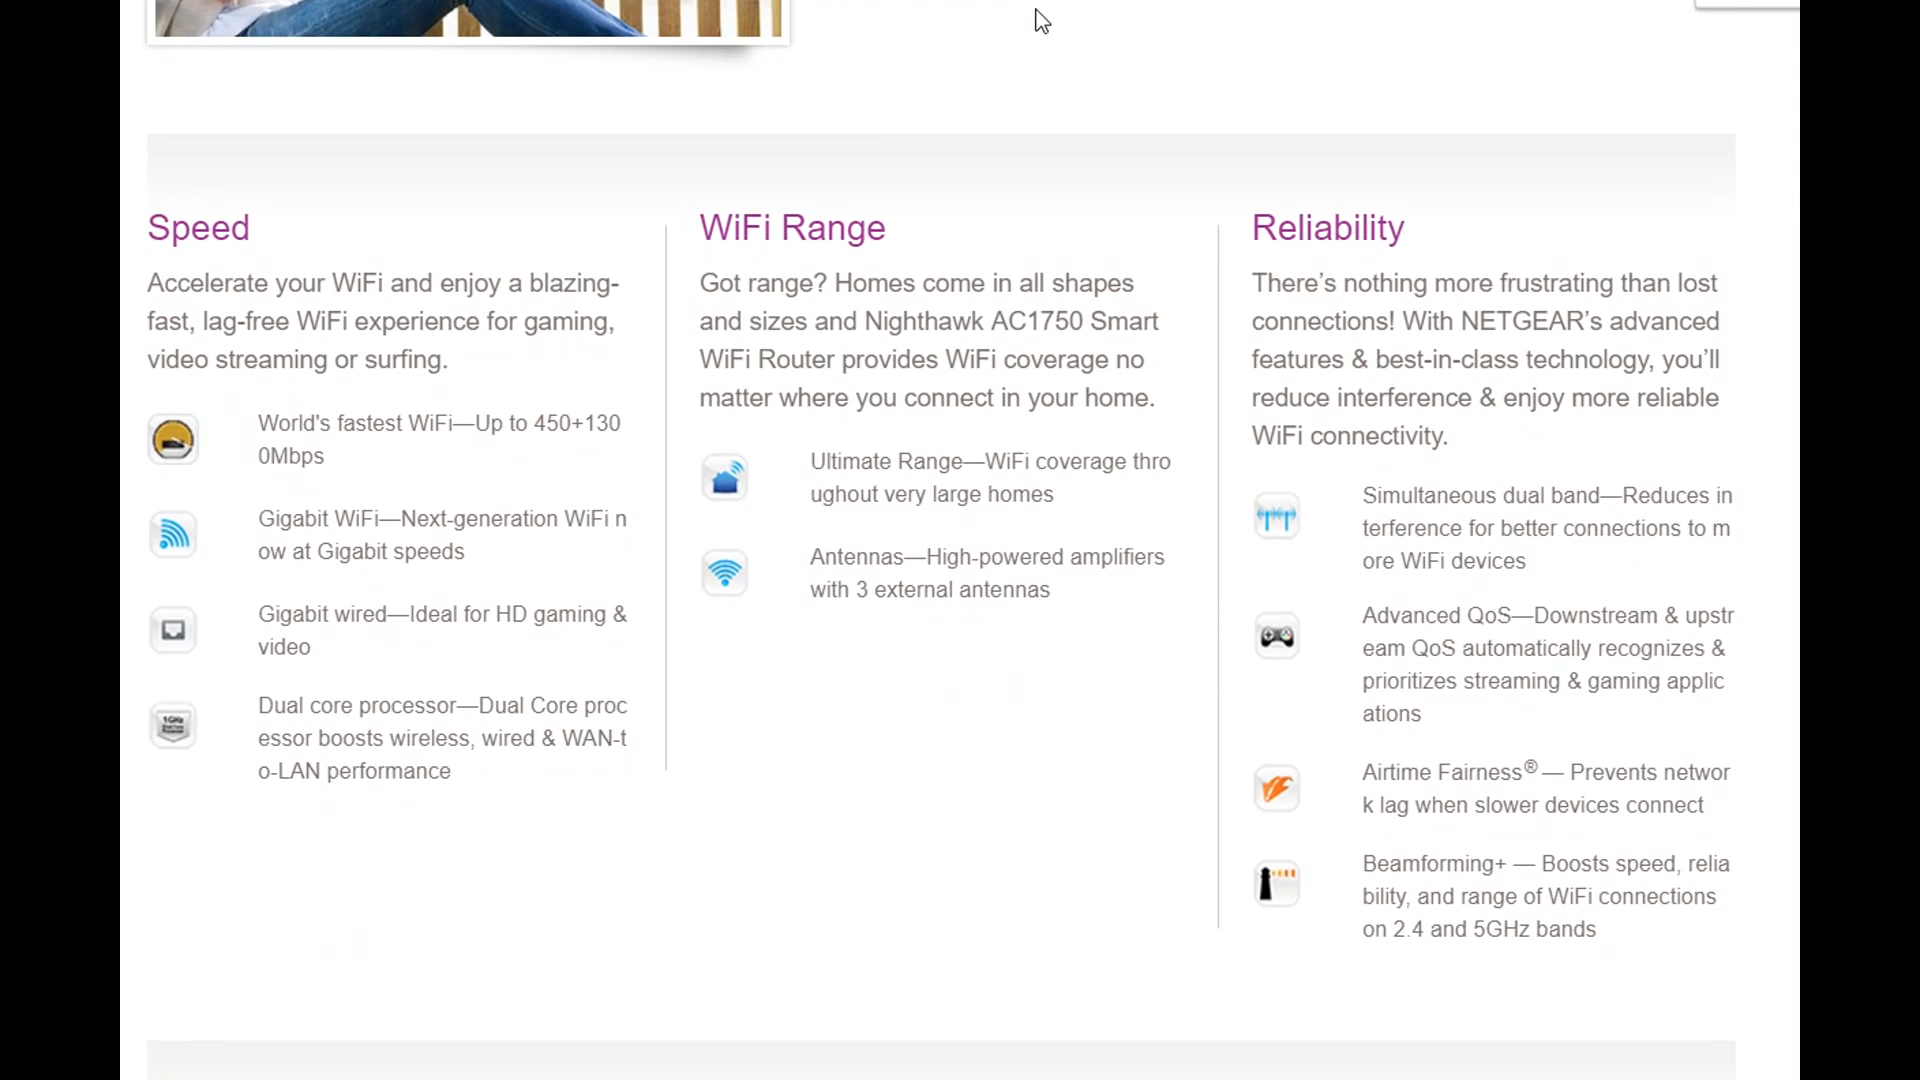 Speed
Accelerate your WiFi and enjoy a blazing-
fast, lag-free WiFi experience for gaming,
video streaming or surfing.
World's fastest WiFi—Up to 450+130
0Mbps
Gigabit WiFi—Next-generation WiFi n
ow at Gigabit speeds
Gigabit wired—Ideal for HD gaming &
video
1GHz
Dual core processor—Dual Core proc
essor boosts wireless, wired & WAN-t
o-LAN performance
WiFi Range
Got range? Homes come in all shapes
and sizes and Nighthawk AC1750 Smart
WiFi Router provides WiFi coverage no
matter where you connect in your home.
Ultimate Range—WiFi coverage thro
ughout very large homes
Antennas—High-powered amplifiers
with 3 external antennas
Reliability
There’s nothing more frustrating than lost
connections! With NETGEAR’s advanced
features & best-in-class technology, you’ll
reduce interference & enjoy more reliable
WiFi connectivity.
Simultaneous dual band—Reduces in
terference for better connections to m
ore WiFi devices
Advanced QoS—Downstream & upstr
eam QoS automatically recognizes &
prioritizes streaming & gaming applic
ations
Airtime Fairness® — Prevents networ
k lag when slower devices connect
Beamforming+ — Boosts speed, relia
bility, and range of WiFi connections
on 2.4 and 5GHz bands